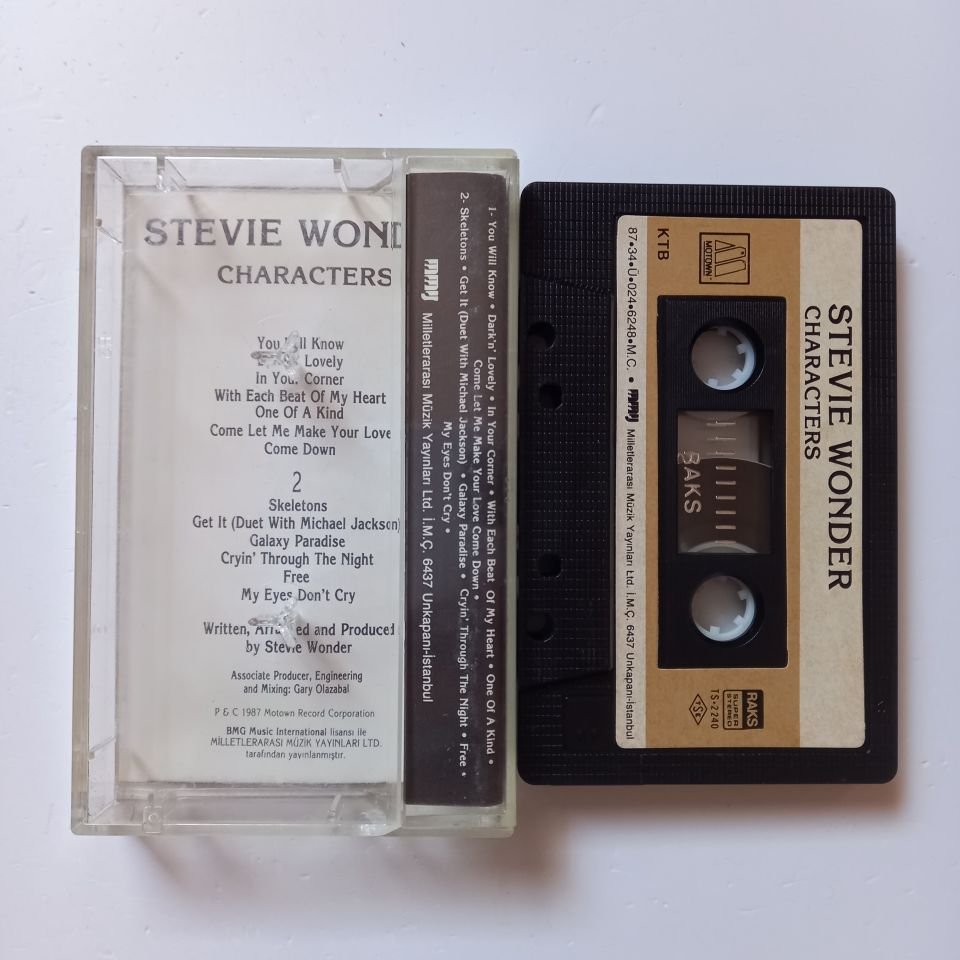 STEVIE WOND
CHARACTERS
You Will Know
Lovely
In Your Corner
With Each Beat Of My Heart
One Of A Kind
Come Let Me Make Your Love
Come Down
2
Skeletons
Get It (Duet With Michael Jackson)
Galaxy Paradise
Cryin' Through The Night
Free
My Eyes Don't Cry
Written, Arranged and Produced
by Stevie Wonder
Associate Producer, Engineering
and Mixing: Gary Olazabal
P & C 1987 Motown Record Corporation
BMG Music International lisansı ile
MİLLETLERARASI MÜZİK YAYINLARI LTD.
tarafından yayınlanmıştır.
1- You Will Know • Dark'n' Lovely • In Your Corner • With Each Beat Of My Heart • One Of A Kind •
Come Let Me Make Your Love Come Down •
2- Skeletons • Get It (Duet With Michael Jackson) • Galaxy Paradise • Cryin' Through The Night • Free •
My Eyes Don't Cry •
MMY Milletlerarası Müzik Yayınları Ltd. İ.M.Ç. 6437 Unkapanı-İstanbul
STEVIE WONDER
CHARACTERS
MOTOWN
KTB
87•34•Ü•024•6248•M.C. • MMY Milletlerarası Müzik Yayınları Ltd. İ.M.Ç. 6437 Unkapanı-İstanbul
RAKS
RAKS
SUPER
STEREO
TS-2240
TSE